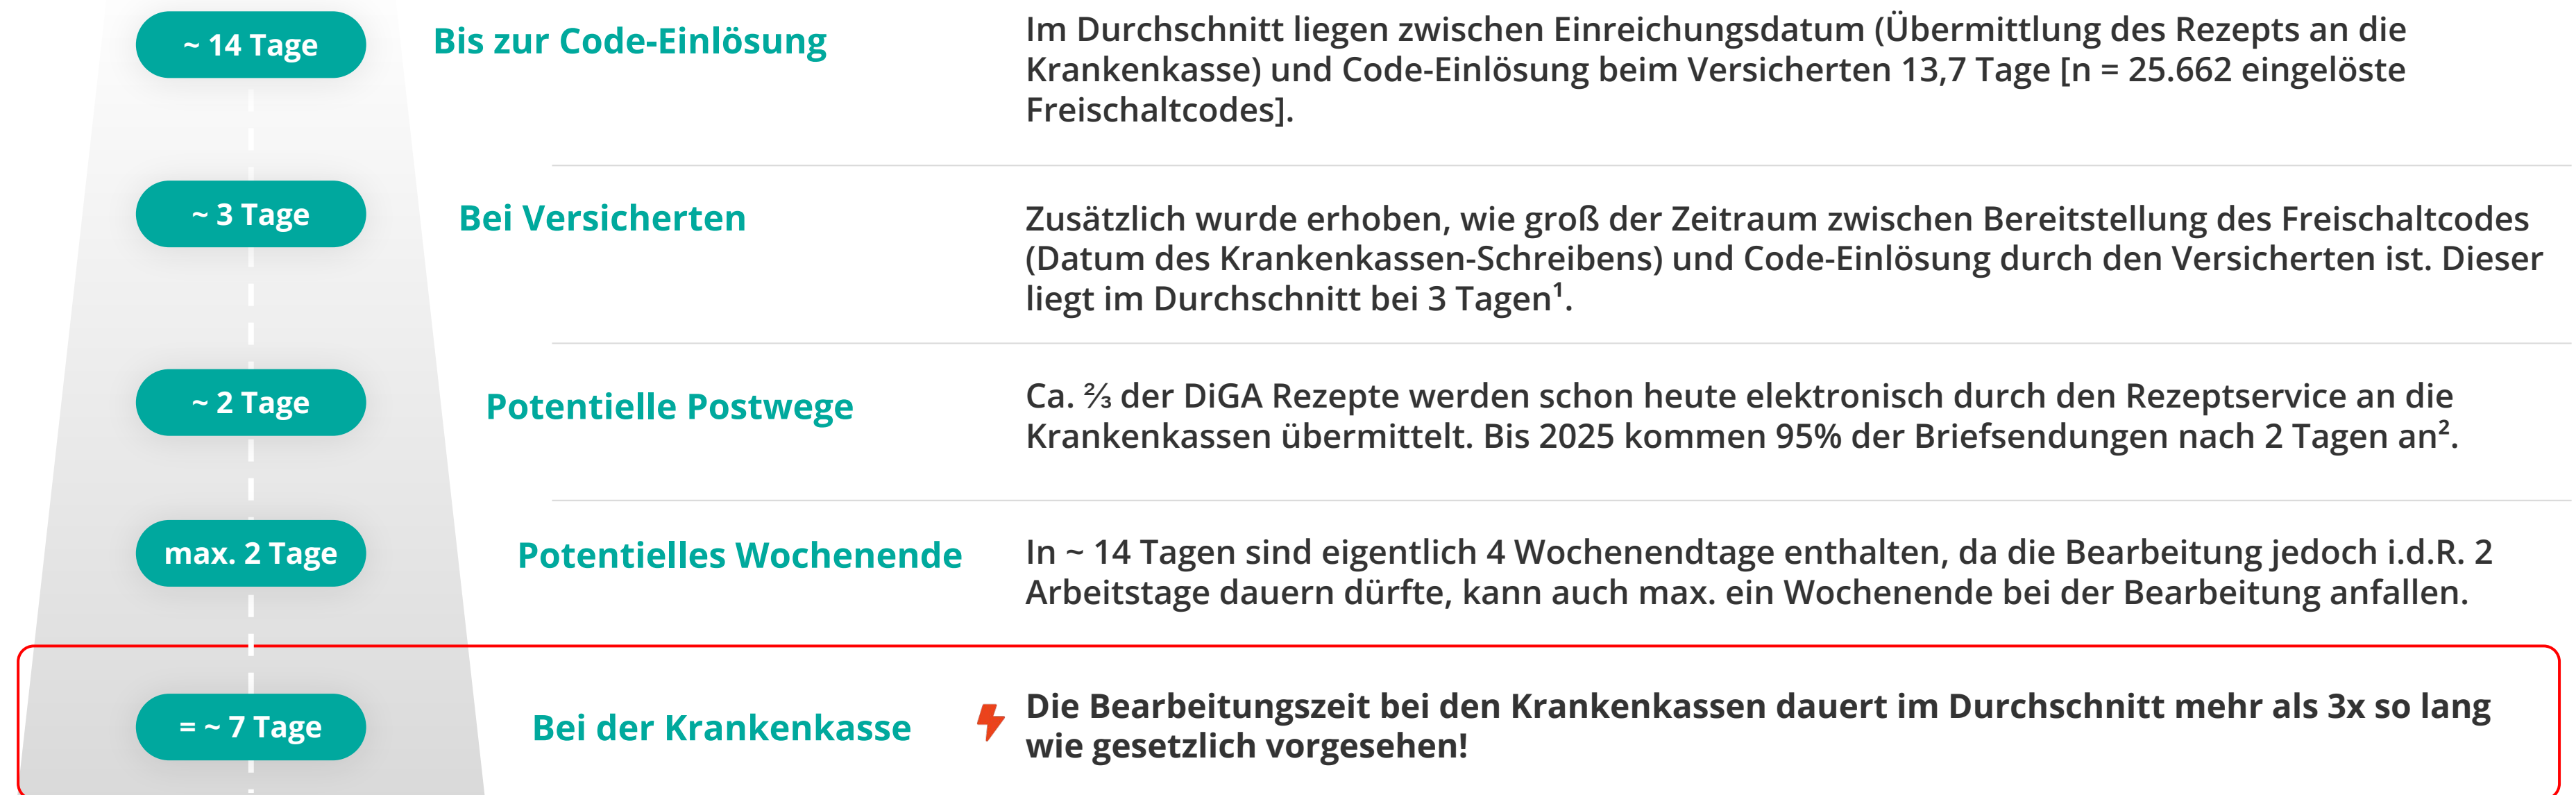 ~ 14 Tage
Bis zur Code-Einlösung
Im Durchschnitt liegen zwischen Einreichungsdatum (Übermittlung des Rezepts an die
Krankenkasse) und Code-Einlösung beim Versicherten 13,7 Tage [n = 25.662 eingelöste
Freischaltcodes].
~ 3 Tage
Bei Versicherten
Zusätzlich wurde erhoben, wie groß der Zeitraum zwischen Bereitstellung des Freischaltcodes
(Datum des Krankenkassen-Schreibens) und Code-Einlösung durch den Versicherten ist. Dieser
liegt im Durchschnitt bei 3 Tagen¹.
~ 2 Tage
Potentielle Postwege
Ca. ⅔ der DiGA Rezepte werden schon heute elektronisch durch den Rezeptservice an die
Krankenkassen übermittelt. Bis 2025 kommen 95% der Briefsendungen nach 2 Tagen an².
max. 2 Tage
Potentielles Wochenende
In ~ 14 Tagen sind eigentlich 4 Wochenendtage enthalten, da die Bearbeitung jedoch i.d.R. 2
Arbeitstage dauern dürfte, kann auch max. ein Wochenende bei der Bearbeitung anfallen.
= ~ 7 Tage
Bei der Krankenkasse
Die Bearbeitungszeit bei den Krankenkassen dauert im Durchschnitt mehr als 3x so lang
wie gesetzlich vorgesehen!